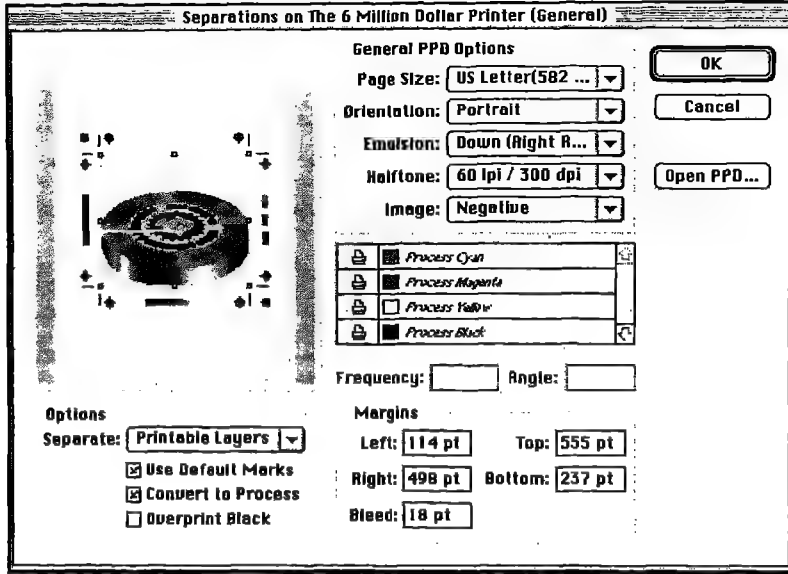 Separations on The 6 Million Dollar Printer (General)
General PPD Options
Page Size: US Letter(582 ...
Orientation: Portrait
Emulsion: Down (Right R...
Halftone: 60 lpi / 300 dpi
Image: Negative
OK
Cancel
Open PPD...
Process Cyan
Process Magenta
Process Yellow
Process Black
Frequency: Angle:
Options
Separate: Printable Layers
Use Default Marks
Convert to Process
Overprint Black
Margins
Left: 114 pt Top: 555 pt
Right: 498 pt Bottom: 237 pt
Bleed: 18 pt